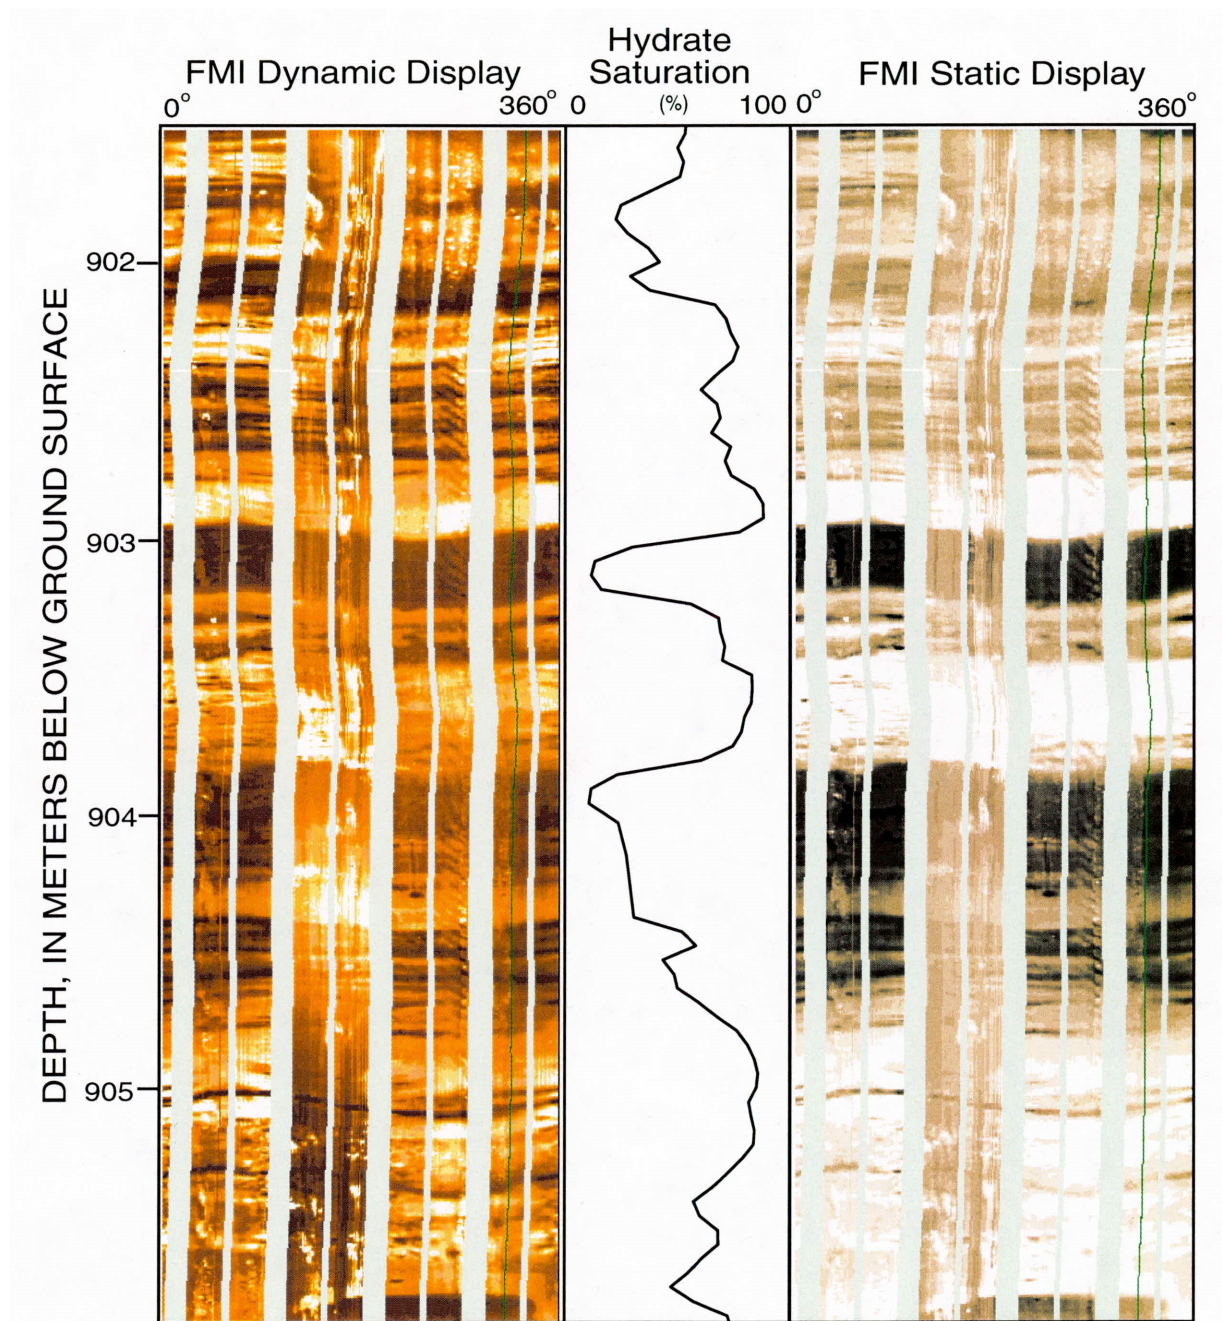 Hydrate
Saturation
FMI Dynamic Display
FMI Static Display
0° 360° 0 (%) 100 0° 360°
DEPTH, IN METERS BELOW GROUND SURFACE
902
903
904
905